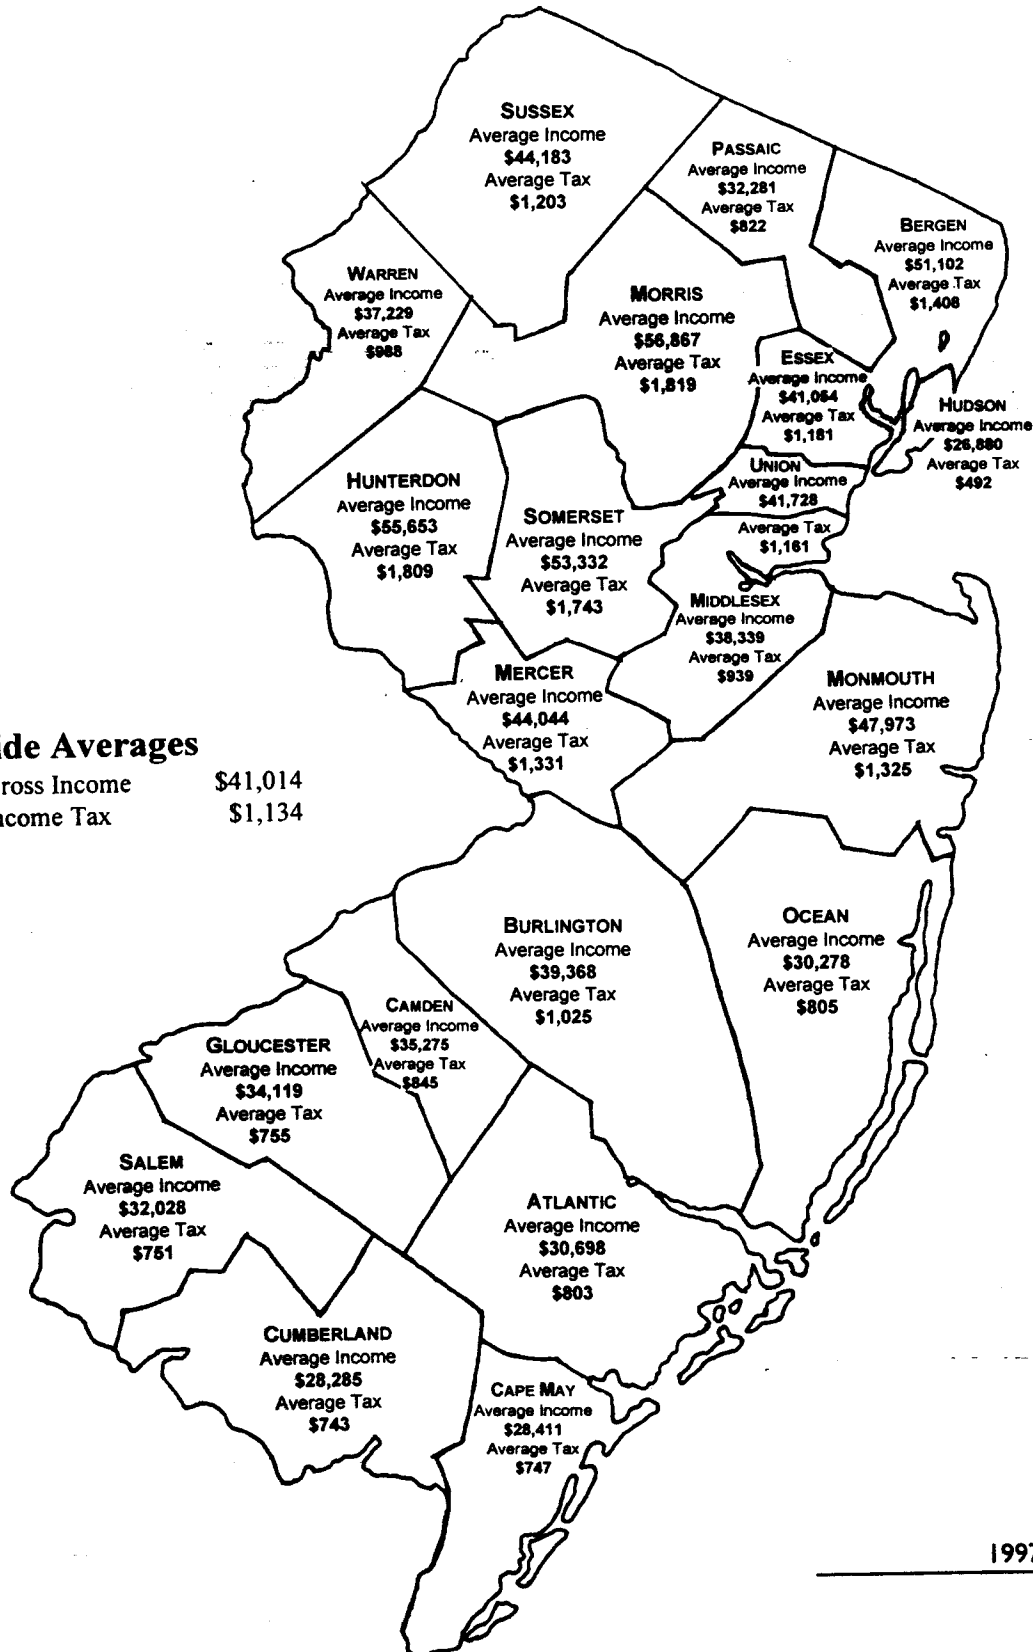 SUSSEX
Average Income
$44,183
Average Tax
$1,203
PASSAIC
Average Income
$32,281
Average Tax
$822
BERGEN
Average Income
$51,102
Average Tax
$1,408
WARREN
Average Income
$37,229
Average Tax
$988
MORRIS
Average Income
$56,867
Average Tax
$1,819
ESSEX
Average Income
$41,054
Average Tax
$1,181
HUDSON
Average Income
$26,880
Average Tax
$492
UNION
Average Income
$41,728
Average Tax
$1,161
HUNTERDON
Average Income
$55,653
Average Tax
$1,809
SOMERSET
Average Income
$53,332
Average Tax
$1,743
MIDDLESEX
Average Income
$38,339
Average Tax
$939
MERCER
Average Income
$44,044
Average Tax
$1,331
MONMOUTH
Average Income
$47,973
Average Tax
$1,325
ide Averages
ross Income $41,014
ncome Tax $1,134
BURLINGTON
Average Income
$39,368
Average Tax
$1,025
OCEAN
Average Income
$30,278
Average Tax
$805
CAMDEN
Average Income
$35,275
Average Tax
$845
GLOUCESTER
Average Income
$34,119
Average Tax
$755
SALEM
Average Income
$32,028
Average Tax
$751
ATLANTIC
Average Income
$30,698
Average Tax
$803
CUMBERLAND
Average Income
$28,285
Average Tax
$743
CAPE MAY
Average Income
$28,411
Average Tax
$747
1997